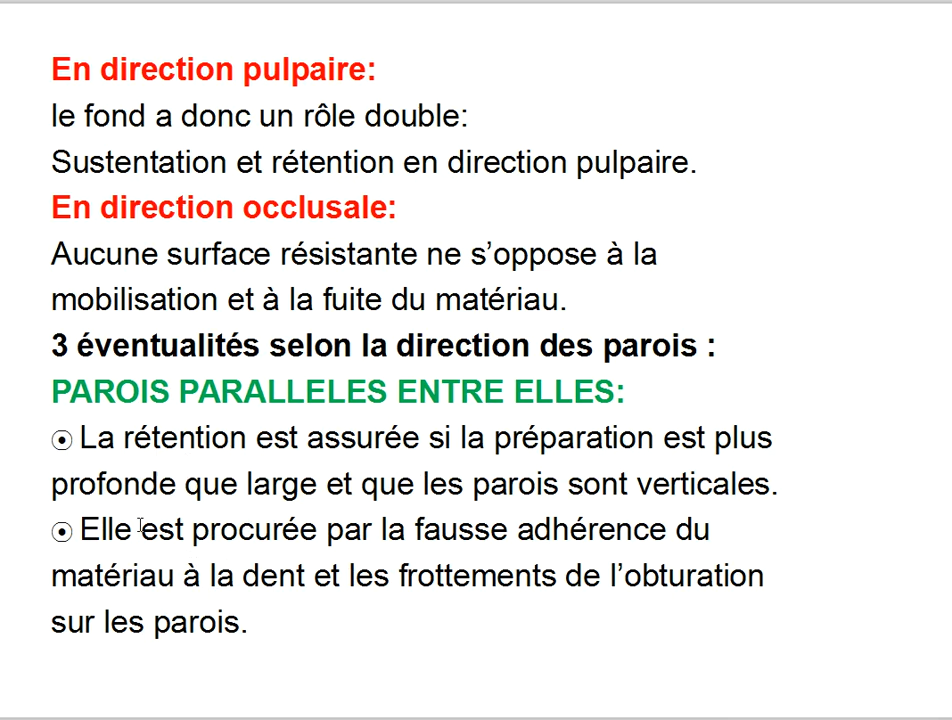 En direction pulpaire:
le fond a donc un rôle double:
Sustentation et rétention en direction pulpaire.
En direction occlusale:
Aucune surface résistante ne s’oppose à la
mobilisation et à la fuite du matériau.
3 éventualités selon la direction des parois :
PAROIS PARALLELES ENTRE ELLES:
☉ La rétention est assurée si la préparation est plus
profonde que large et que les parois sont verticales.
☉ Elle est procurée par la fausse adhérence du
matériau à la dent et les frottements de l’obturation
sur les parois.